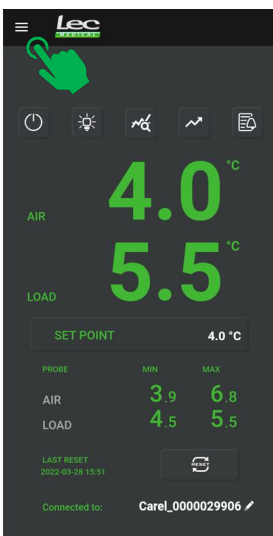 Lec
MEDICAL
AIR 4.0 °C
LOAD 5.5 °C
SET POINT 4.0 °C
PROBE MIN MAX
AIR 3.9 6.8
LOAD 4.5 5.5
LAST RESET
2022-03-28 15:51
RESET
Connected to: Carel_0000029906